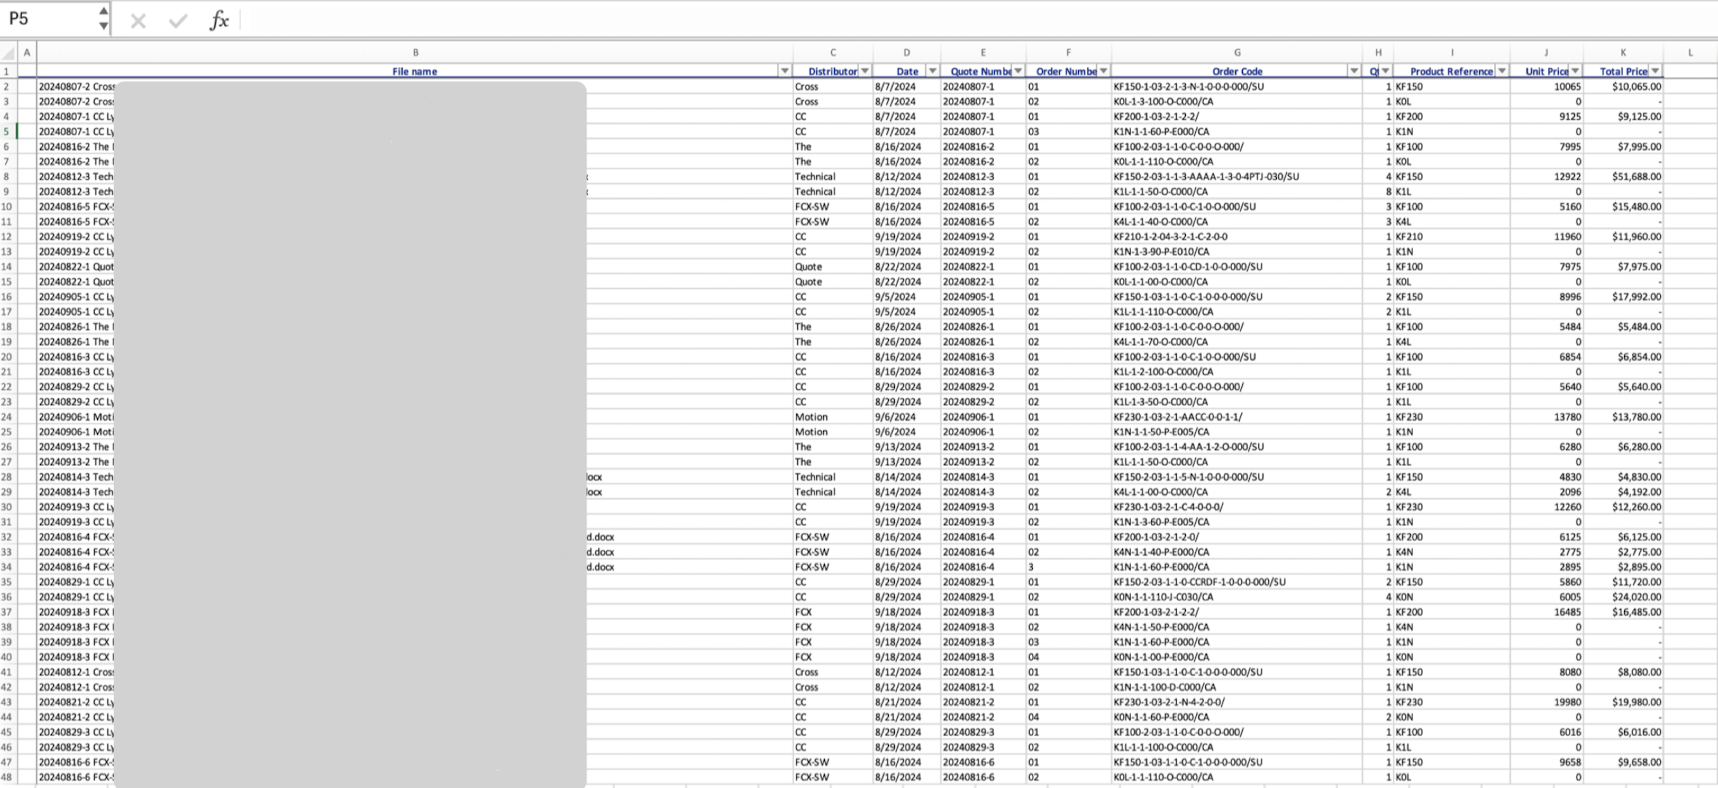 P5 fx
A B C D E F G H I J K L
1 File name Distributor Date Quote Numbe Order Numbe Order Code Q Product Reference Unit Price Total Price
2 20240807-2 Cross Cross 8/7/2024 20240807-1 01 KF150-1-03-2-1-3-N-1-0-0-0-000/SU 1 KF150 10065 $10,065.00
3 20240807-2 Cross Cross 8/7/2024 20240807-1 02 K0L-1-3-100-O-C000/CA 1 K0L 0 -
4 20240807-1 CC Ly CC 8/7/2024 20240807-1 01 KF200-1-03-2-1-2-2/ 1 KF200 9125 $9,125.00
5 20240807-1 CC Ly CC 8/7/2024 20240807-1 03 K1N-1-1-60-P-E000/CA 1 K1N 0 -
6 20240816-2 The The 8/16/2024 20240816-2 01 KF100-2-03-1-1-0-C-0-0-O-000/ 1 KF100 7995 $7,995.00
7 20240816-2 The The 8/16/2024 20240816-2 02 K0L-1-1-110-O-C000/CA 1 K0L 0 -
8 20240812-3 Tech Technical 8/12/2024 20240812-3 01 KF150-2-03-1-1-3-AAAA-1-3-0-4PTJ-030/SU 4 KF150 12922 $51,688.00
9 20240812-3 Tech Technical 8/12/2024 20240812-3 02 K1L-1-1-50-O-C000/CA 8 K1L 0 -
10 20240816-5 FCX-S FCX-SW 8/16/2024 20240816-5 01 KF100-2-03-1-1-0-C-1-0-O-000/SU 3 KF100 5160 $15,480.00
11 20240816-5 FCX-S FCX-SW 8/16/2024 20240816-5 02 K4L-1-1-40-O-C000/CA 3 K4L 0 -
12 20240919-2 CC Ly CC 9/19/2024 20240919-2 01 KF210-1-2-04-3-2-1-C-2-0-0 1 KF210 11960 $11,960.00
13 20240919-2 CC Ly CC 9/19/2024 20240919-2 02 K1N-1-3-90-P-E010/CA 1 K1N 0 -
14 20240822-1 Quot Quote 8/22/2024 20240822-1 01 KF100-2-03-1-1-0-CD-1-0-O-000/SU 1 KF100 7975 $7,975.00
15 20240822-1 Quot Quote 8/22/2024 20240822-1 02 K0L-1-1-00-O-C000/CA 1 K0L 0 -
16 20240905-1 CC Ly CC 9/5/2024 20240905-1 01 KF150-1-03-1-1-0-C-1-0-0-0-000/SU 2 KF150 8996 $17,992.00
17 20240905-1 CC Ly CC 9/5/2024 20240905-1 02 K1L-1-1-110-O-C000/CA 2 K1L 0 -
18 20240826-1 The The 8/26/2024 20240826-1 01 KF100-2-03-1-1-0-C-0-0-O-000/ 1 KF100 5484 $5,484.00
19 20240826-1 The The 8/26/2024 20240826-1 02 K4L-1-1-70-O-C000/CA 1 K4L 0 -
20 20240816-3 CC Ly CC 8/16/2024 20240816-3 01 KF100-2-03-1-1-0-C-1-0-O-000/SU 1 KF100 6854 $6,854.00
21 20240816-3 CC Ly CC 8/16/2024 20240816-3 02 K1L-1-2-100-O-C000/CA 1 K1L 0 -
22 20240829-2 CC Ly CC 8/29/2024 20240829-2 01 KF100-2-03-1-1-0-C-0-0-O-000/ 1 KF100 5640 $5,640.00
23 20240829-2 CC Ly CC 8/29/2024 20240829-2 02 K1L-1-3-50-O-C000/CA 1 K1L 0 -
24 20240906-1 Moti Motion 9/6/2024 20240906-1 01 KF230-1-03-2-1-AACC-0-0-1-1/ 1 KF230 13780 $13,780.00
25 20240906-1 Moti Motion 9/6/2024 20240906-1 02 K1N-1-1-50-P-E005/CA 1 K1N 0 -
26 20240913-2 The The 9/13/2024 20240913-2 01 KF100-2-03-1-1-4-AA-1-2-O-000/SU 1 KF100 6280 $6,280.00
27 20240913-2 The The 9/13/2024 20240913-2 02 K1L-1-1-50-O-C000/CA 1 K1L 0 -
28 20240814-3 Tech locx Technical 8/14/2024 20240814-3 01 KF150-2-03-1-1-5-N-1-0-0-0-000/SU 1 KF150 4830 $4,830.00
29 20240814-3 Tech locx Technical 8/14/2024 20240814-3 02 K4L-1-1-00-O-C000/CA 2 K4L 2096 $4,192.00
30 20240919-3 CC Ly CC 9/19/2024 20240919-3 01 KF230-1-03-2-1-C-4-0-0-0/ 1 KF230 12260 $12,260.00
31 20240919-3 CC Ly CC 9/19/2024 20240919-3 02 K1N-1-3-60-P-E005/CA 1 K1N 0 -
32 20240816-4 FCX-S d.docx FCX-SW 8/16/2024 20240816-4 01 KF200-1-03-2-1-2-0/ 1 KF200 6125 $6,125.00
33 20240816-4 FCX-S d.docx FCX-SW 8/16/2024 20240816-4 02 K4N-1-1-40-P-E000/CA 1 K4N 2775 $2,775.00
34 20240816-4 FCX-S d.docx FCX-SW 8/16/2024 20240816-4 3 K1N-1-1-60-P-E000/CA 1 K1N 2895 $2,895.00
35 20240829-1 CC Ly CC 8/29/2024 20240829-1 01 KF150-2-03-1-1-0-CCRDF-1-0-0-0-000/SU 2 KF150 5860 $11,720.00
36 20240829-1 CC Ly CC 8/29/2024 20240829-1 02 K0N-1-1-110-J-C030/CA 4 K0N 6005 $24,020.00
37 20240918-3 FCX FCX 9/18/2024 20240918-3 01 KF200-1-03-2-1-2-2/ 1 KF200 16485 $16,485.00
38 20240918-3 FCX FCX 9/18/2024 20240918-3 02 K4N-1-1-50-P-E000/CA 1 K4N 0 -
39 20240918-3 FCX FCX 9/18/2024 20240918-3 03 K1N-1-1-60-P-E000/CA 1 K1N 0 -
40 20240918-3 FCX FCX 9/18/2024 20240918-3 04 K0N-1-1-00-P-E000/CA 1 K0N 0 -
41 20240812-1 Cross Cross 8/12/2024 20240812-1 01 KF150-1-03-1-1-0-C-1-0-0-0-000/SU 1 KF150 8080 $8,080.00
42 20240812-1 Cross Cross 8/12/2024 20240812-1 02 K1N-1-1-100-D-C000/CA 1 K1N 0 -
43 20240821-2 CC Ly CC 8/21/2024 20240821-2 01 KF230-1-03-2-1-N-4-2-0-0/ 1 KF230 19980 $19,980.00
44 20240821-2 CC Ly CC 8/21/2024 20240821-2 04 K0N-1-1-60-P-E000/CA 2 K0N 0 -
45 20240829-3 CC Ly CC 8/29/2024 20240829-3 01 KF100-2-03-1-1-0-C-0-0-O-000/ 1 KF100 6016 $6,016.00
46 20240829-3 CC Ly CC 8/29/2024 20240829-3 02 K1L-1-1-100-O-C000/CA 1 K1L 0 -
47 20240816-6 FCX-S FCX-SW 8/16/2024 20240816-6 01 KF150-1-03-1-1-0-C-1-0-0-0-000/SU 1 KF150 9658 $9,658.00
48 20240816-6 FCX-S FCX-SW 8/16/2024 20240816-6 02 K0L-1-1-110-O-C000/CA 1 K0L 0 -